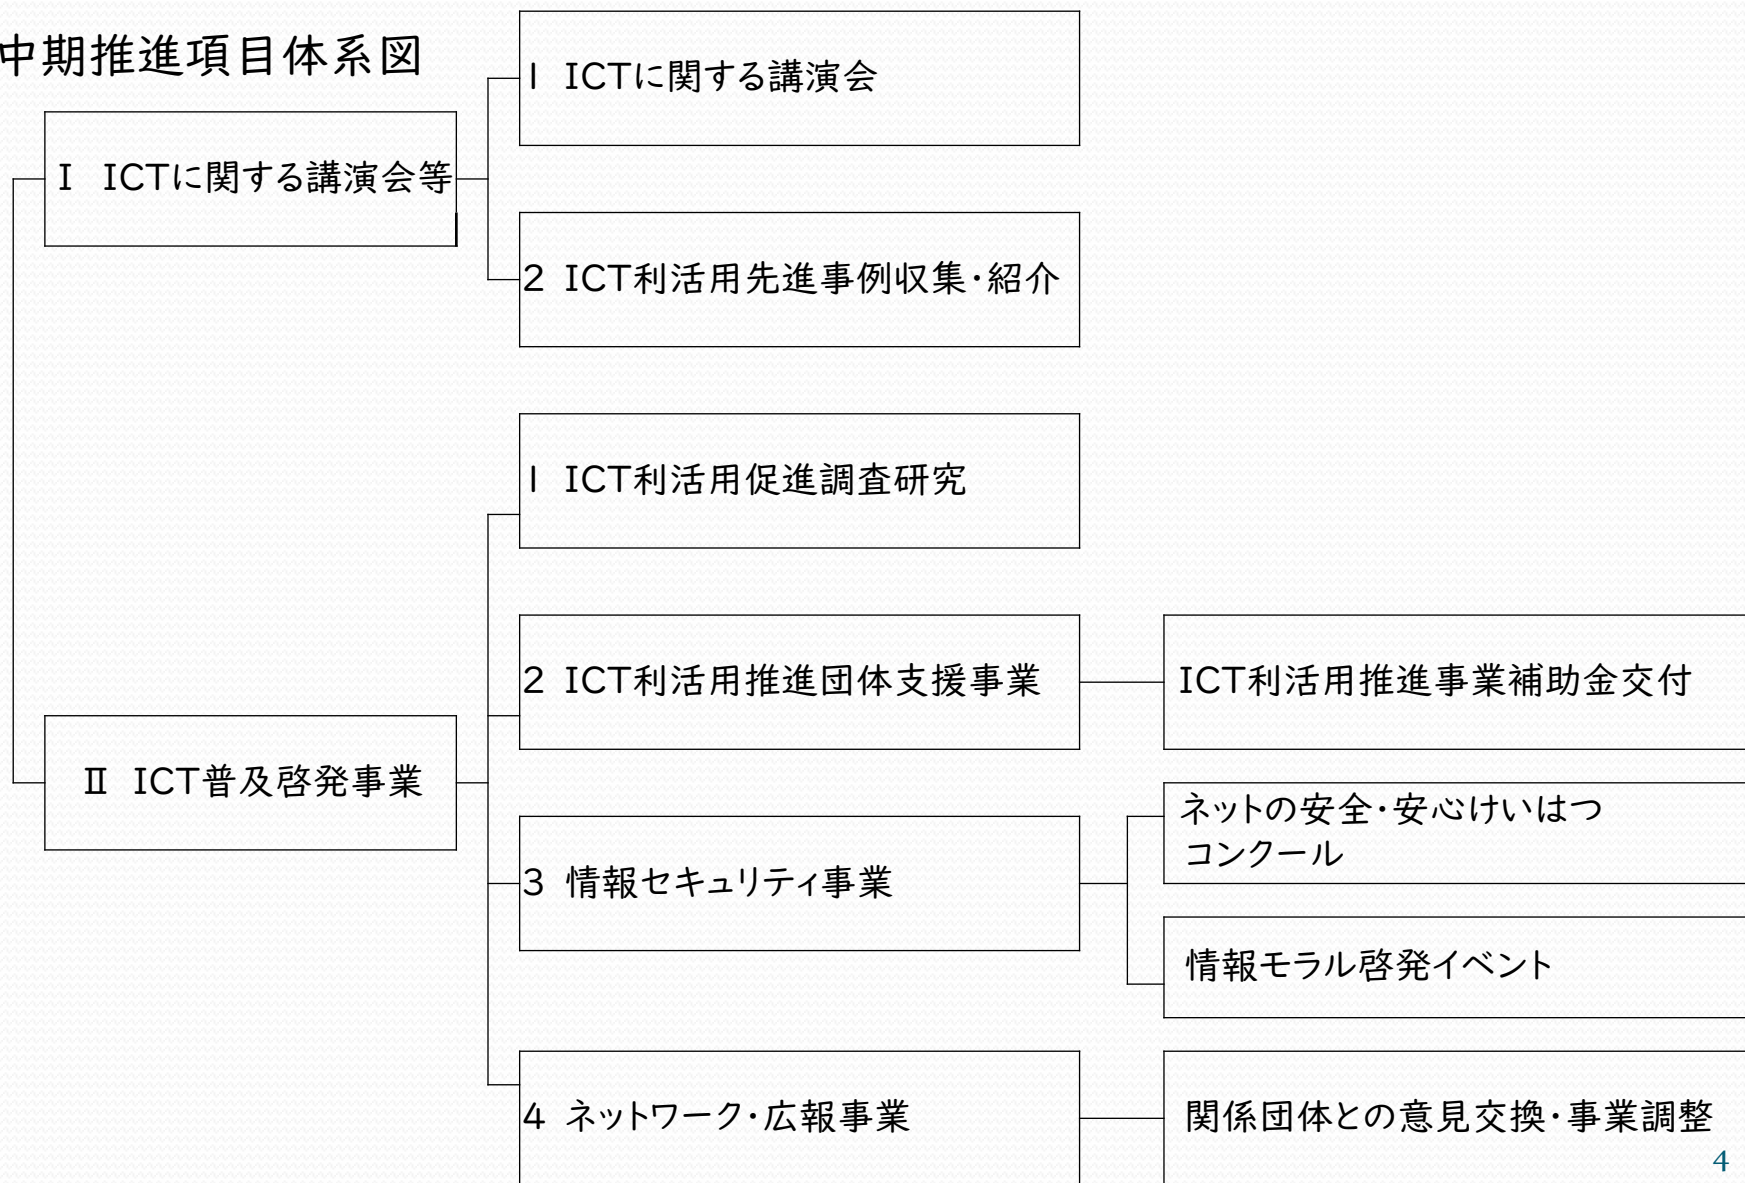 中期推進項目体系図
1 ICTに関する講演会
Ⅰ ICTに関する講演会等
2 ICT利活用先進事例収集・紹介
1 ICT利活用促進調査研究
2 ICT利活用推進団体支援事業
ICT利活用推進事業補助金交付
Ⅱ ICT普及啓発事業
ネットの安全・安心けいはつ
コンクール
3 情報セキュリティ事業
情報モラル啓発イベント
4 ネットワーク・広報事業
関係団体との意見交換・事業調整
4